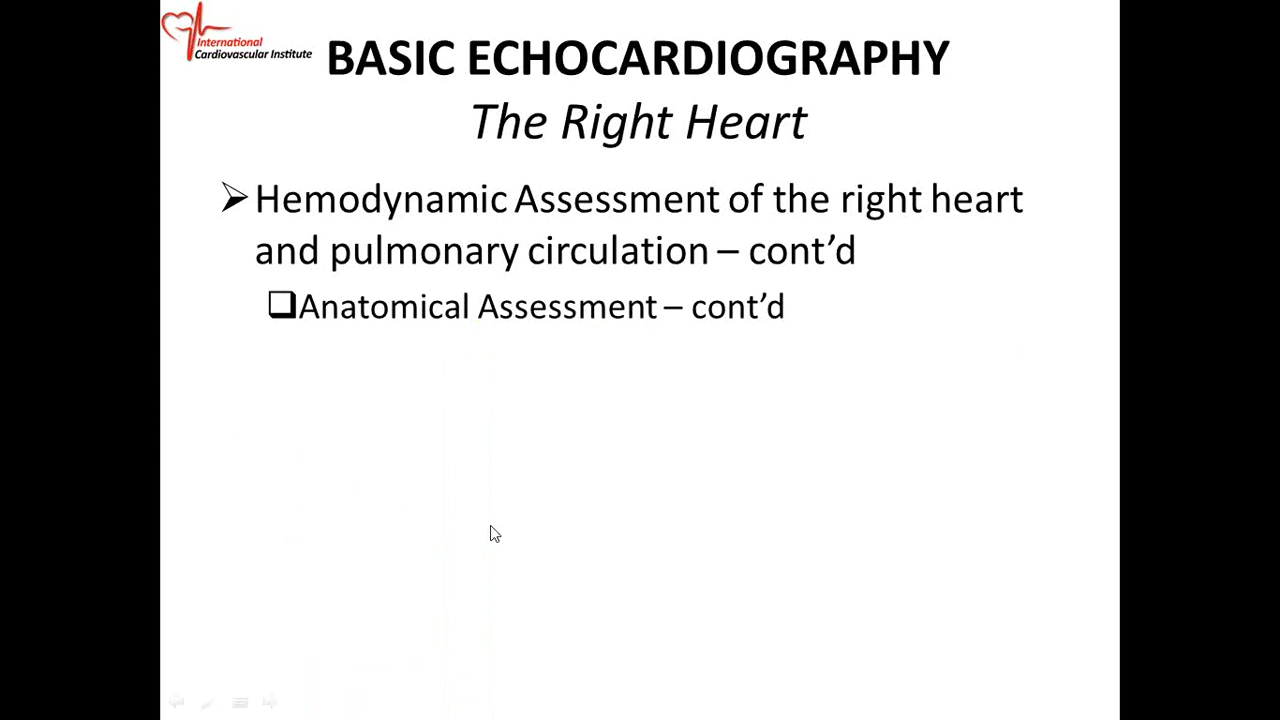 International
Cardiovascular Institute
BASIC ECHOCARDIOGRAPHY
The Right Heart
Hemodynamic Assessment of the right heart
and pulmonary circulation – cont’d
Anatomical Assessment – cont’d